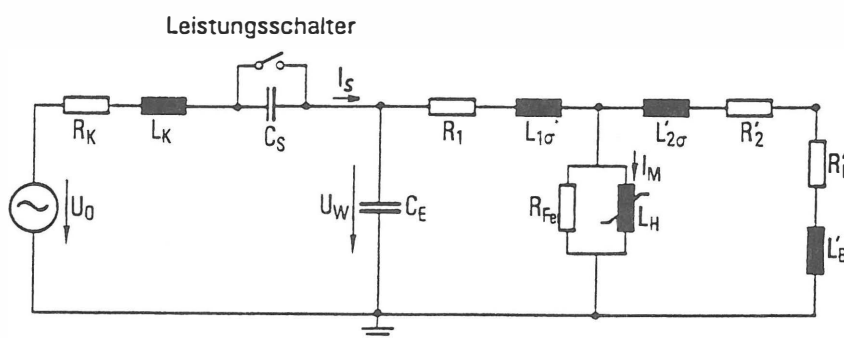 Leistungsschalter
I_S
R_K
L_K
C_S
R_1
L_1σ
L'_2σ
R'_2
U_0
U_W
C_E
R_Fe
I_M
L_H